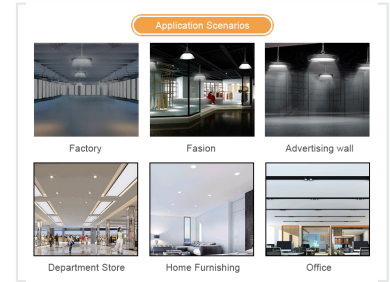 Application Scenarios
Factory
Fasion
Advertising wall
Department Store
Home Furnishing
Office